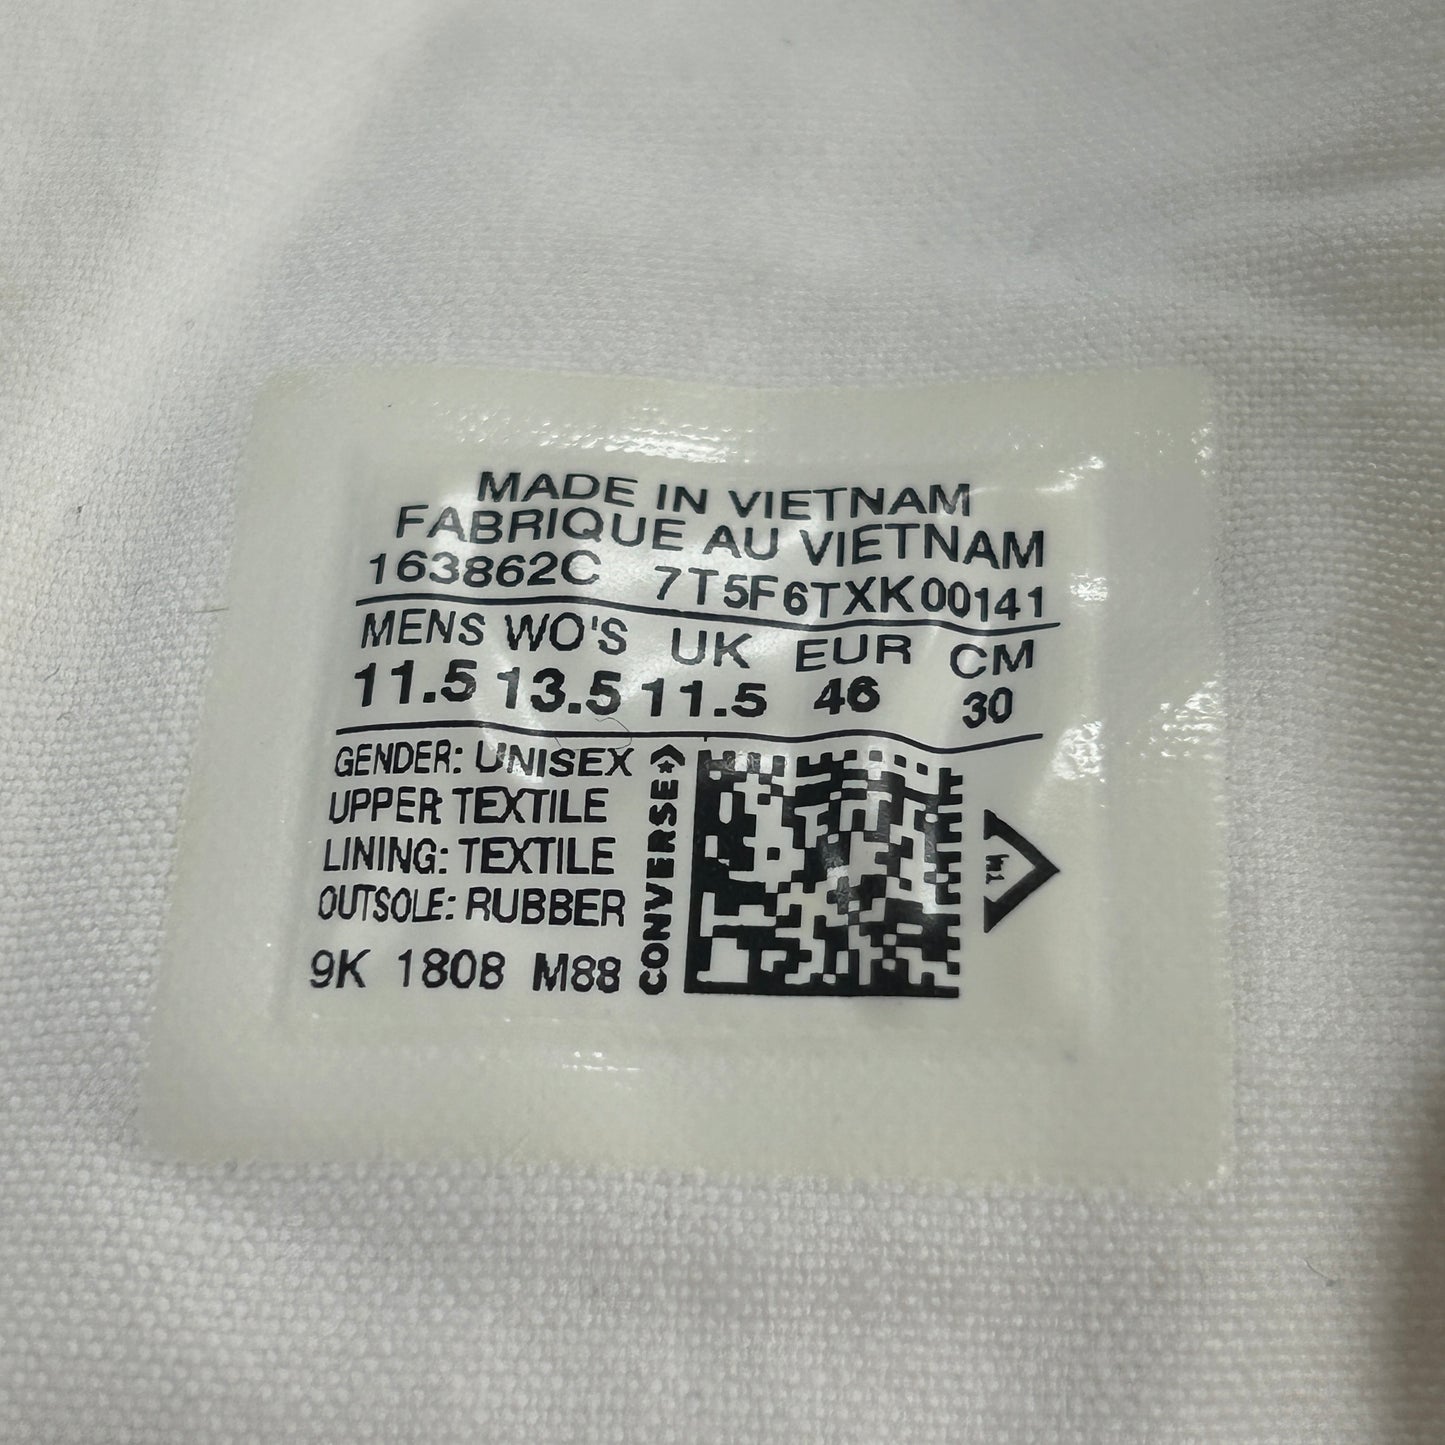 MADE IN VIETNAM
FABRIQUE AU VIETNAM
163862C 7T5F6TXK00141
MENS WO'S UK EUR CM
11.5 13.5 11.5 46 30
GENDER: UNISEX
UPPER TEXTILE
LINING: TEXTILE
OUTSOLE: RUBBER
9K 1808 M88
CONVERSE